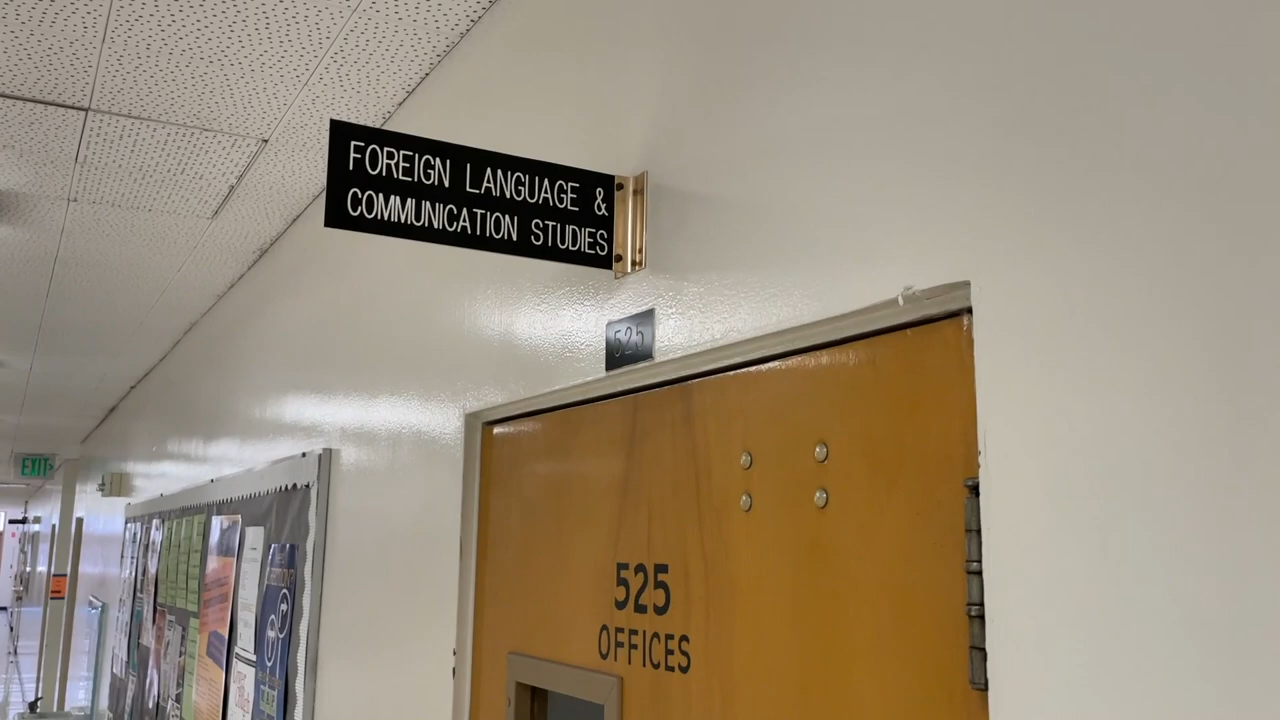 FOREIGN LANGUAGE &
COMMUNICATION STUDIES
525
525
OFFICES
EXIT